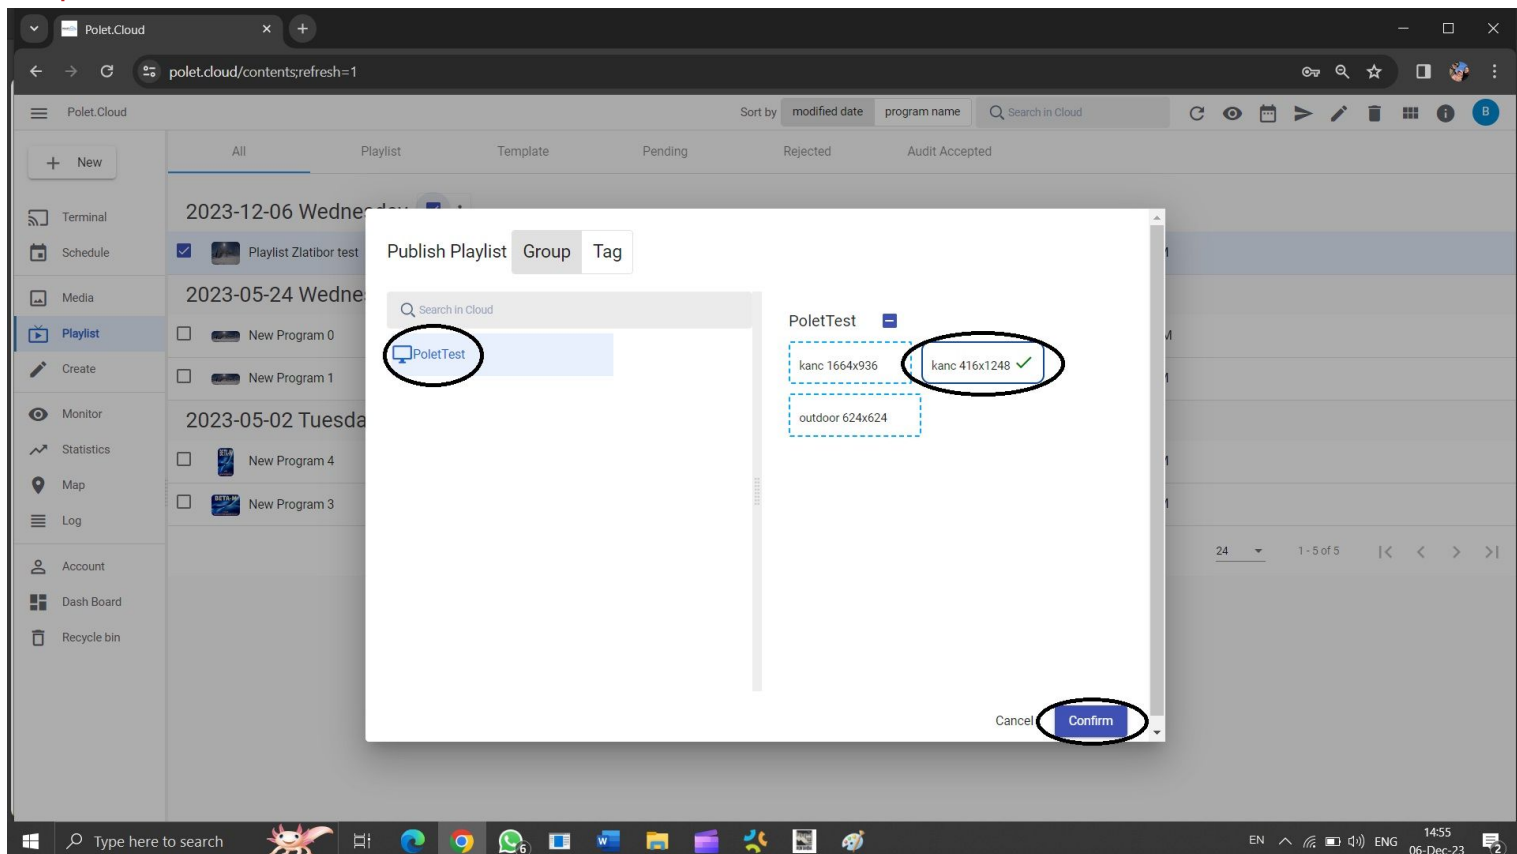 Polet.Cloud
polet.cloud/contents;refresh=1
Polet.Cloud
Sort by modified date program name Search in Cloud B
New
All Playlist Template Pending Rejected Audit Accepted
Terminal
Schedule
Media
Playlist
Create
Monitor
Statistics
Map
Log
Account
Dash Board
Recycle bin
2023-12-06
Playlist Zlatibor test
2023-05-24
New Program 0
New Program 1
2023-05-02
New Program 4
New Program 3
24 1 - 5 of 5
Publish Playlist Group Tag
Search in Cloud
PoletTest
PoletTest
kanc 1664x936 kanc 416x1248
outdoor 624x624
Cancel Confirm
Type here to search
6
EN ENG
14:55
06-Dec-23
2